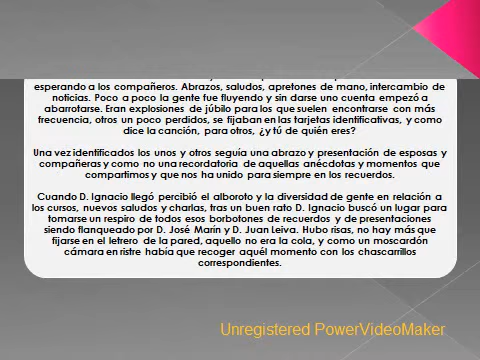 esperando a los compañeros. Abrazos, saludos, apretones de mano, intercambio de
noticias. Poco a poco la gente fue fluyendo y sin darse uno cuenta empezó a
abarrotarse. Eran explosiones de júbilo para los que suelen encontrarse con más
frecuencia, otros un poco perdidos, se fijaban en las tarjetas identificativas, y como
dice la canción, para otros, ¿y tú de quién eres?
Una vez identificados los unos y otros seguía una abrazo y presentación de esposas y
compañeras y como no una recordatoria de aquellas anécdotas y momentos que
compartimos y que nos ha unido para siempre en los recuerdos.
Cuando D. Ignacio llegó percibió el alboroto y la diversidad de gente en relación a
los cursos, nuevos saludos y charlas, tras un buen rato D. Ignacio buscó un lugar para
tomarse un respiro de todos esos borbotones de recuerdos y de presentaciones
siendo flanqueado por D. José Marín y D. Juan Leiva. Hubo risas, no hay más que
fijarse en el letrero de la pared, aquello no era la cola, y como un moscardón
cámara en ristre había que recoger aquél momento con los chascarrillos
correspondientes.
Unregistered PowerVideoMaker